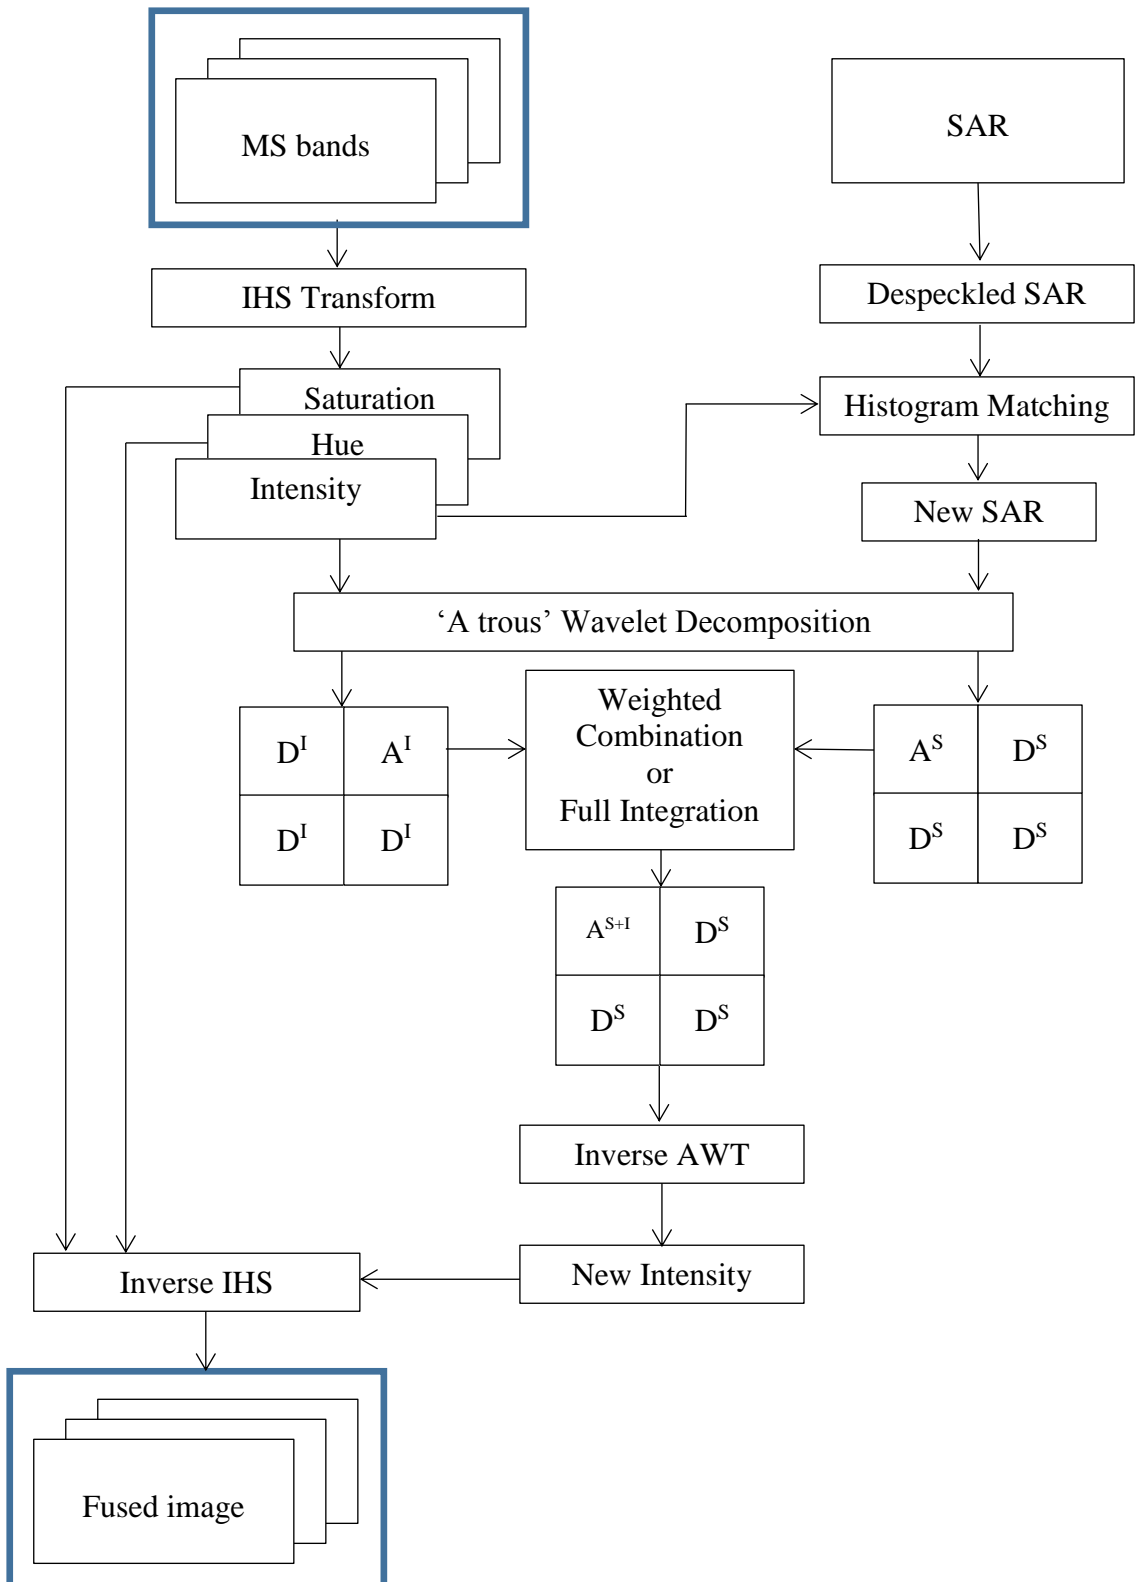 MS bands
SAR
IHS Transform
Despeckled SAR
Saturation
Hue
Intensity
Histogram Matching
New SAR
‘A trous’ Wavelet Decomposition
D^I A^I
D^I D^I
Weighted
Combination
or
Full Integration
A^S D^S
D^S D^S
A^{S+I} D^S
D^S D^S
Inverse AWT
New Intensity
Inverse IHS
Fused image